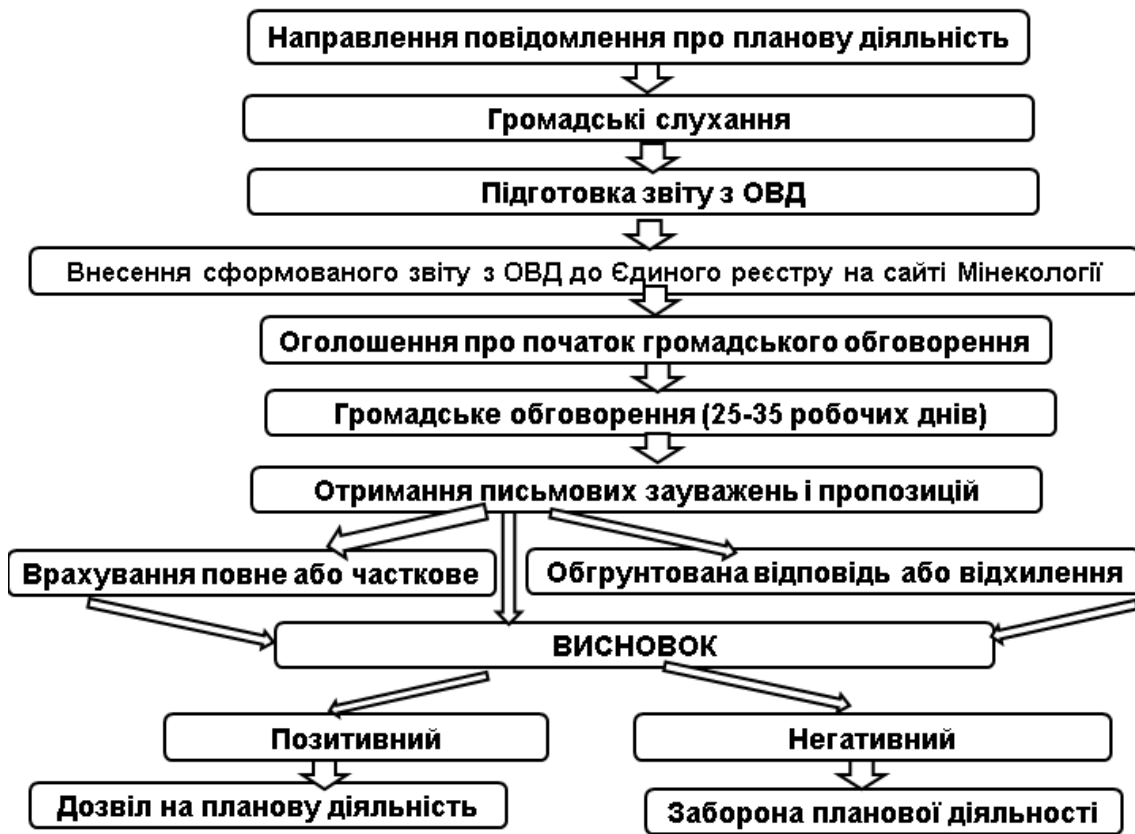 Направлення повідомлення про планову діяльність
Громадські слухання
Підготовка звіту з ОВД
Внесення сформованого звіту з ОВД до Єдиного реєстру на сайті Мінекології
Оголошення про початок громадського обговорення
Громадське обговорення (25-35 робочих днів)
Отримання письмових зауважень і пропозицій
Врахування повне або часткове
Обгрунтована відповідь або відхилення
ВИСНОВОК
Позитивний
Негативний
Дозвіл на планову діяльність
Заборона планової діяльності